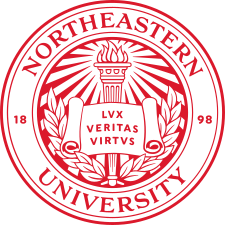 NORTHEASTERN
LVX
VERITAS
VIRTVS
18 98
UNIVERSITY